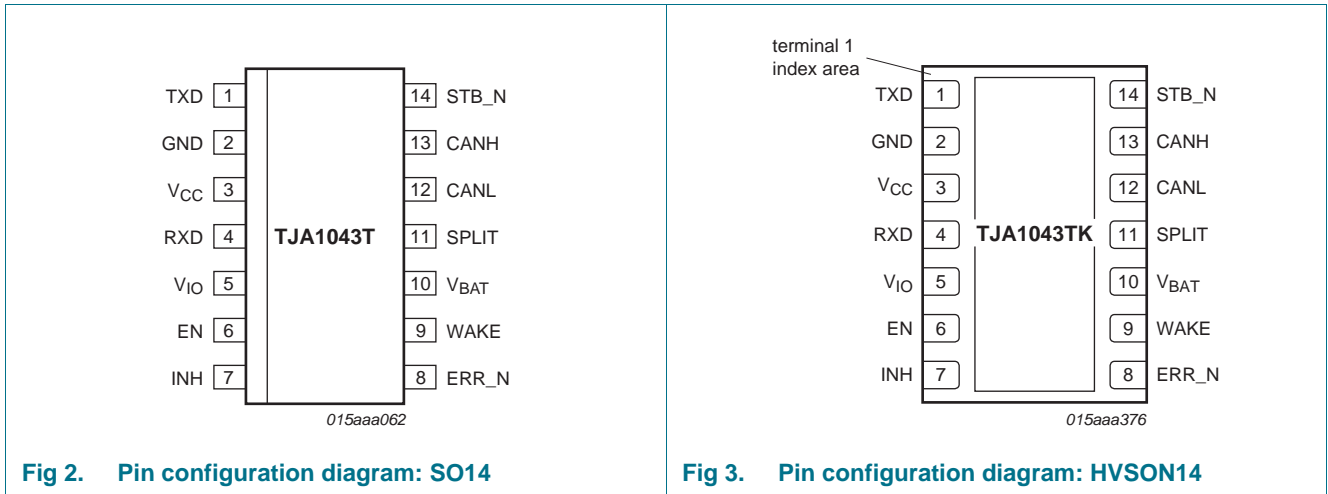 TXD 1
GND 2
VCC 3
RXD 4
VIO 5
EN 6
INH 7
TJA1043T
14 STB_N
13 CANH
12 CANL
11 SPLIT
10 VBAT
9 WAKE
8 ERR_N
015aaa062
Fig 2. Pin configuration diagram: SO14
terminal 1
index area
TXD 1
GND 2
VCC 3
RXD 4
VIO 5
EN 6
INH 7
TJA1043TK
14 STB_N
13 CANH
12 CANL
11 SPLIT
10 VBAT
9 WAKE
8 ERR_N
015aaa376
Fig 3. Pin configuration diagram: HVSON14